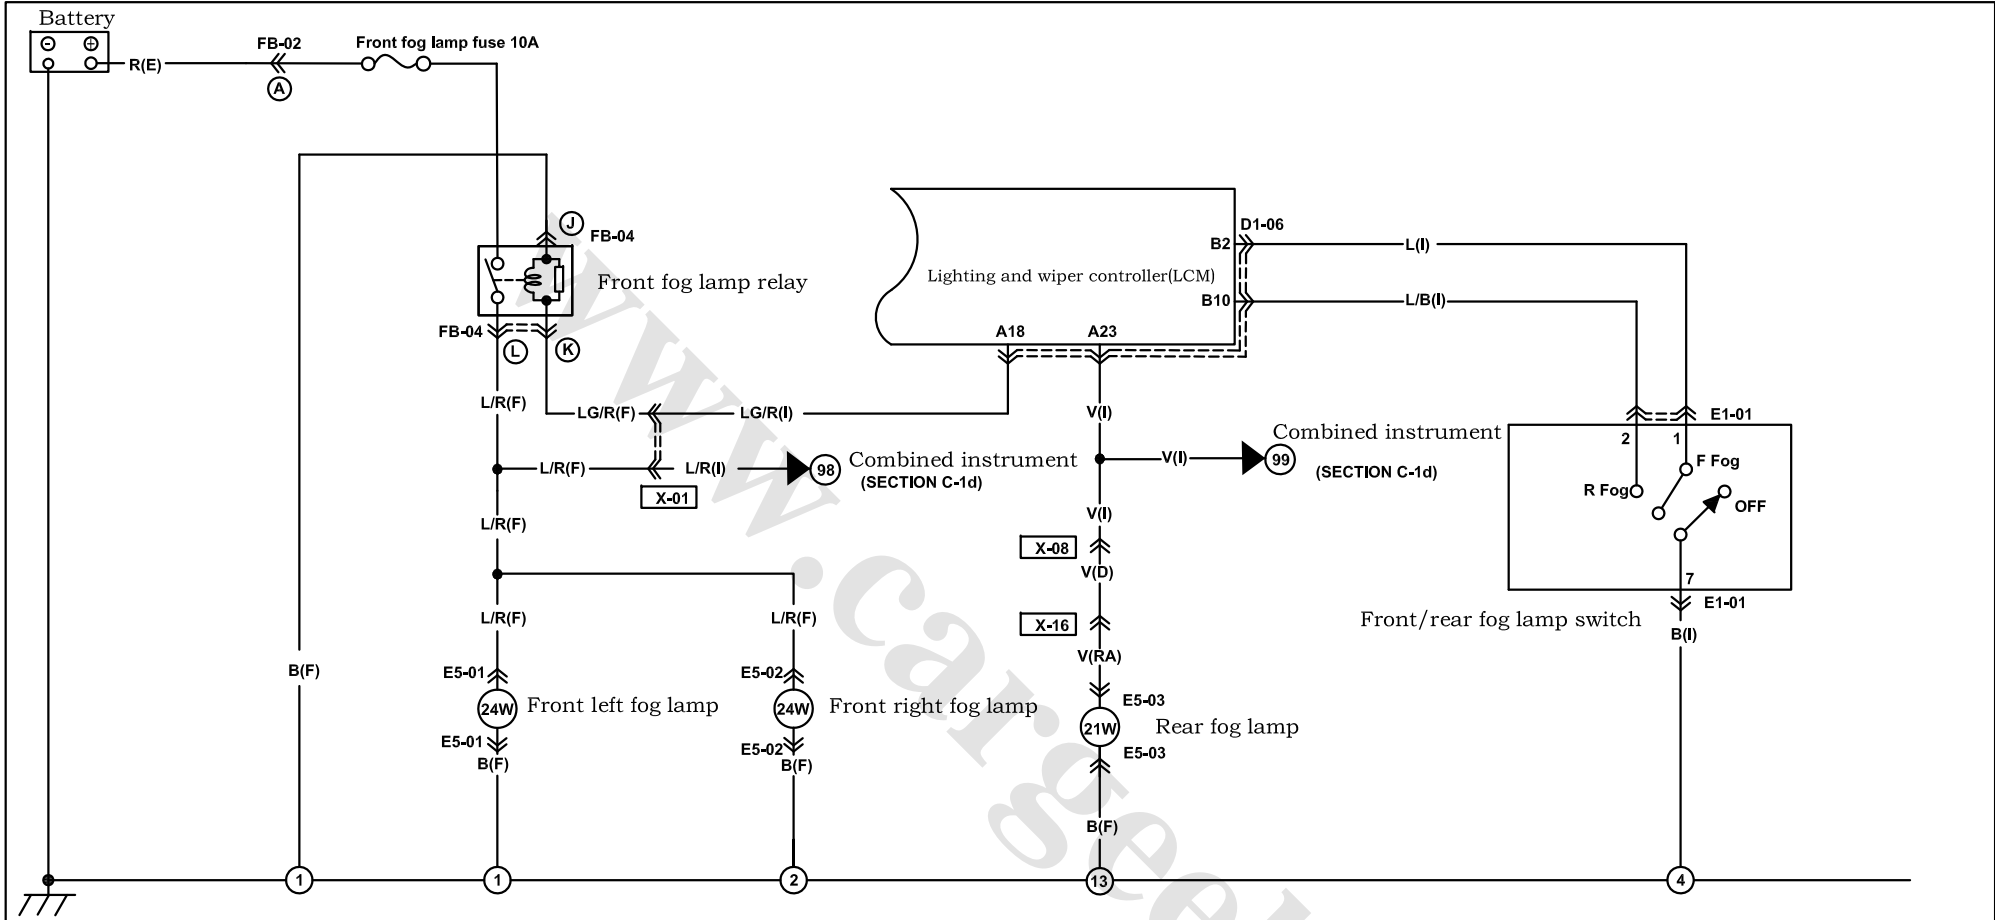 Battery
R(E)
FB-02
A
Front fog lamp fuse 10A
J
FB-04
Front fog lamp relay
FB-04
L
K
L/R(F)
LG/R(F)
LG/R(I)
L/R(F)
L/R(I)
98
Combined instrument
(SECTION C-1d)
X-01
L/R(F)
L/R(F)
L/R(F)
B(F)
E5-01
24W
Front left fog lamp
E5-01
B(F)
E5-02
24W
Front right fog lamp
E5-02
B(F)
Lighting and wiper controller(LCM)
B2
D1-06
B10
A18
A23
L(I)
L/B(I)
V(I)
V(I)
99
Combined instrument
(SECTION C-1d)
V(I)
X-08
V(D)
X-16
V(RA)
E5-03
21W
Rear fog lamp
E5-03
B(F)
E1-01
2
1
F Fog
R Fog
OFF
7
E1-01
Front/rear fog lamp switch
B(I)
1
1
2
13
4
www.cargeek